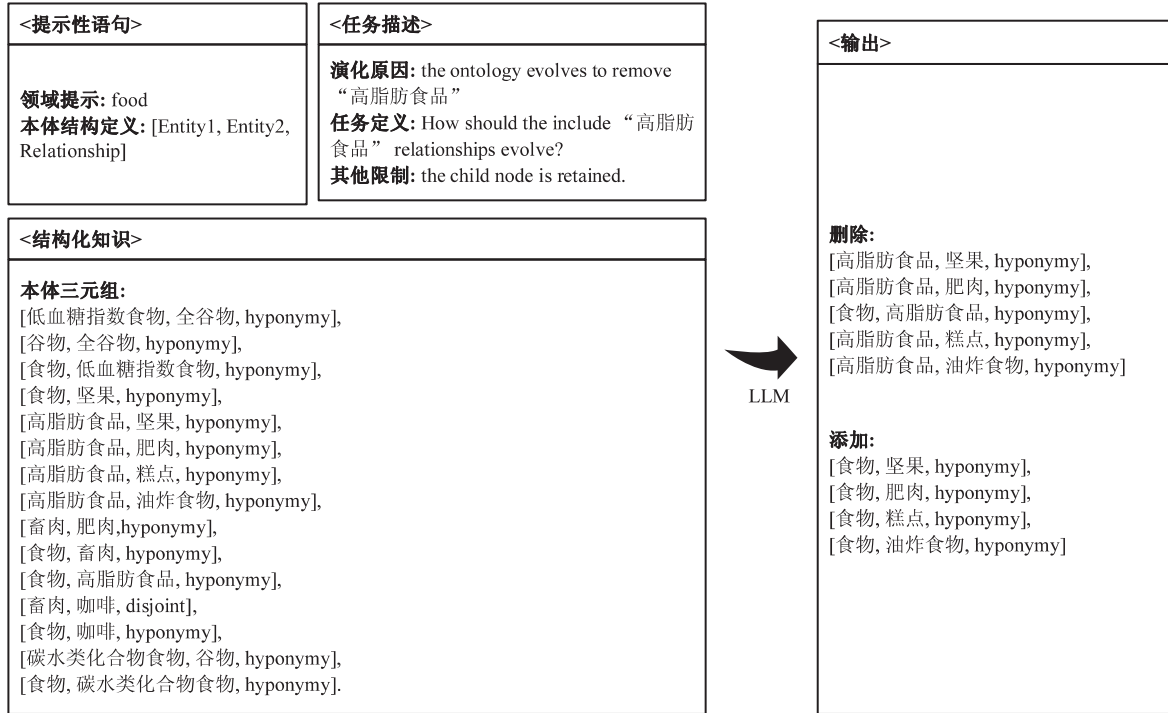 <提示性语句>
领域提示: food
本体结构定义: [Entity1, Entity2,
Relationship]
<任务描述>
演化原因: the ontology evolves to remove
“高脂肪食品”
任务定义: How should the include “高脂肪
食品” relationships evolve?
其他限制: the child node is retained.
<结构化知识>
本体三元组:
[低血糖指数食物, 全谷物, hyponymy],
[谷物, 全谷物, hyponymy],
[食物, 低血糖指数食物, hyponymy],
[食物, 坚果, hyponymy],
[高脂肪食品, 坚果, hyponymy],
[高脂肪食品, 肥肉, hyponymy],
[高脂肪食品, 糕点, hyponymy],
[高脂肪食品, 油炸食物, hyponymy],
[畜肉, 肥肉,hyponymy],
[食物, 畜肉, hyponymy],
[食物, 高脂肪食品, hyponymy],
[畜肉, 咖啡, disjoint],
[食物, 咖啡, hyponymy],
[碳水类化合物食物, 谷物, hyponymy],
[食物, 碳水类化合物食物, hyponymy].
LLM
<输出>
删除:
[高脂肪食品, 坚果, hyponymy],
[高脂肪食品, 肥肉, hyponymy],
[食物, 高脂肪食品, hyponymy],
[高脂肪食品, 糕点, hyponymy],
[高脂肪食品, 油炸食物, hyponymy]
添加:
[食物, 坚果, hyponymy],
[食物, 肥肉, hyponymy],
[食物, 糕点, hyponymy],
[食物, 油炸食物, hyponymy]